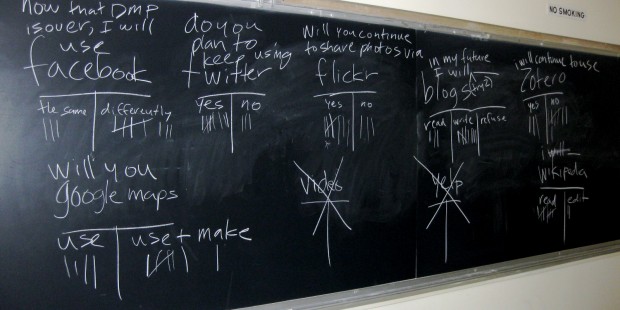 NO SMOKING
now that DMP
is over, I will
use
facebook
the same
differently
do you
plan to
keep using
twitter
yes
no
Will you continue
to share photos via
flickr
yes
no
in my future
I will
blogs
read
write
refuse
i will continue to use
Zotero
yes
no
will you
google maps
use
use + make
video
yelp
i
wikipedia
read
edit